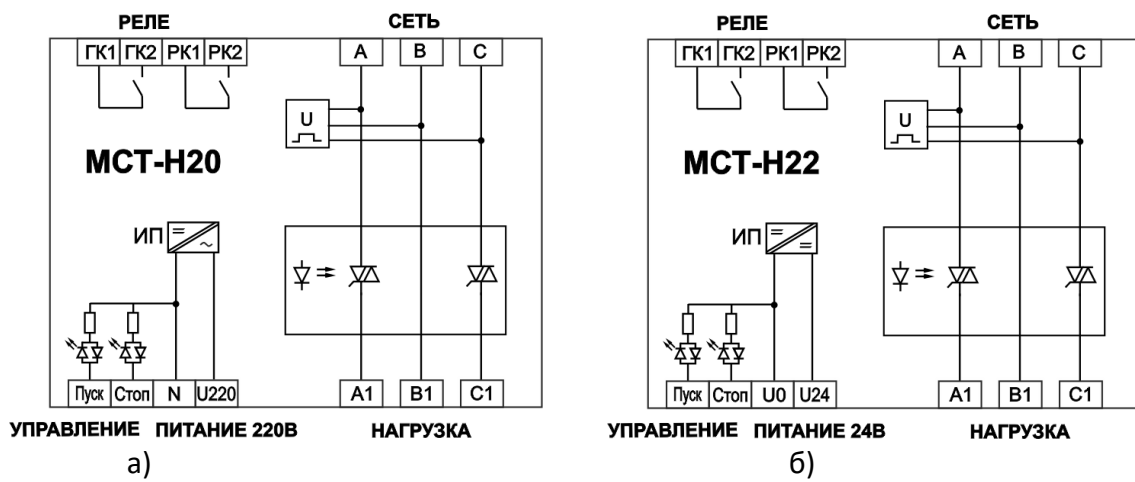 РЕЛЕ СЕТЬ
ГК1 ГК2 РК1 РК2 A B C
U
МСТ-Н20
ИП
Пуск Стоп N U220 A1 B1 C1
УПРАВЛЕНИЕ ПИТАНИЕ 220В НАГРУЗКА
а)
РЕЛЕ СЕТЬ
ГК1 ГК2 РК1 РК2 A B C
U
МСТ-Н22
ИП
Пуск Стоп U0 U24 A1 B1 C1
УПРАВЛЕНИЕ ПИТАНИЕ 24В НАГРУЗКА
б)